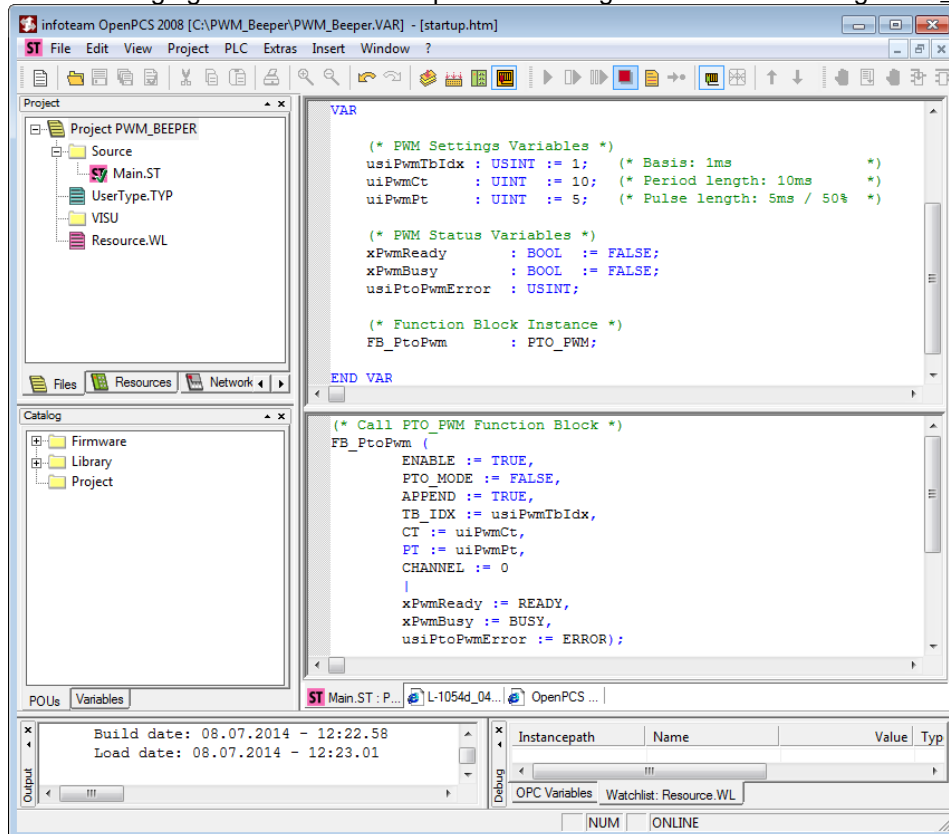 infoteam OpenPCS 2008 [C:\PWM_Beeper\PWM_Beeper.VAR] - [startup.htm]
ST File Edit View Project PLC Extras Insert Window ?
Project
Project PWM_BEEPER
Source
ST Main.ST
UserType.TYP
VISU
Resource.WL
Files Resources Network
Catalog
Firmware
Library
Project
POUs Variables
VAR
(* PWM Settings Variables *)
usiPwmTbIdx : USINT := 1; (* Basis: 1ms *)
uiPwmCt : UINT := 10; (* Period length: 10ms *)
uiPwmPt : UINT := 5; (* Pulse length: 5ms / 50% *)
(* PWM Status Variables *)
xPwmReady : BOOL := FALSE;
xPwmBusy : BOOL := FALSE;
usiPtoPwmError : USINT;
(* Function Block Instance *)
FB_PtoPwm : PTO_PWM;
END VAR
(* Call PTO_PWM Function Block *)
FB_PtoPwm (
ENABLE := TRUE,
PTO_MODE := FALSE,
APPEND := TRUE,
TB_IDX := usiPwmTbIdx,
CT := uiPwmCt,
PT := uiPwmPt,
CHANNEL := 0
|
xPwmReady := READY,
xPwmBusy := BUSY,
usiPtoPwmError := ERROR);
ST Main.ST : P... L-1054d_04... OpenPCS ...
Output
Build date: 08.07.2014 - 12:22.58
Load date: 08.07.2014 - 12:23.01
Debug
Instancepath Name Value Typ
OPC Variables Watchlist: Resource.WL
NUM ONLINE